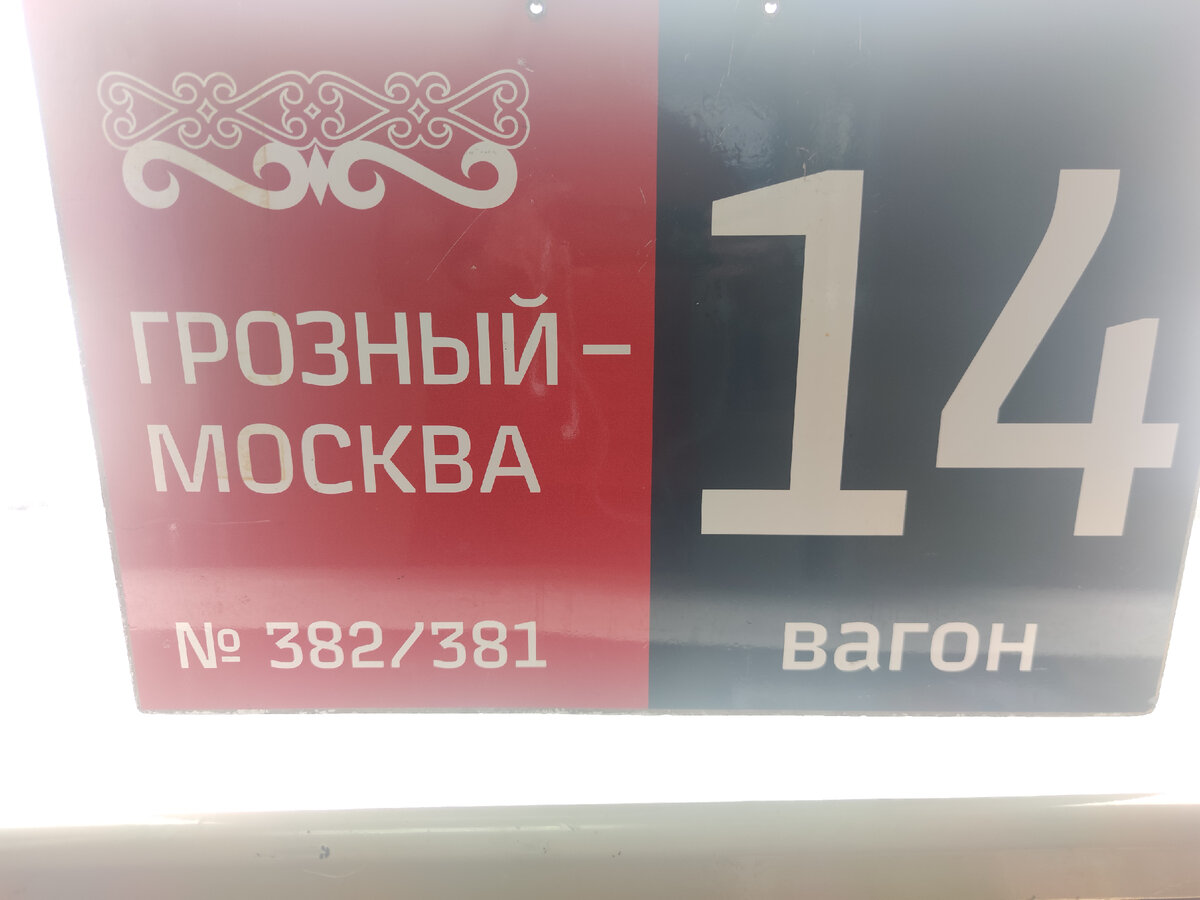 ГРОЗНЫЙ –
МОСКВА
№ 382/381
14
вагон